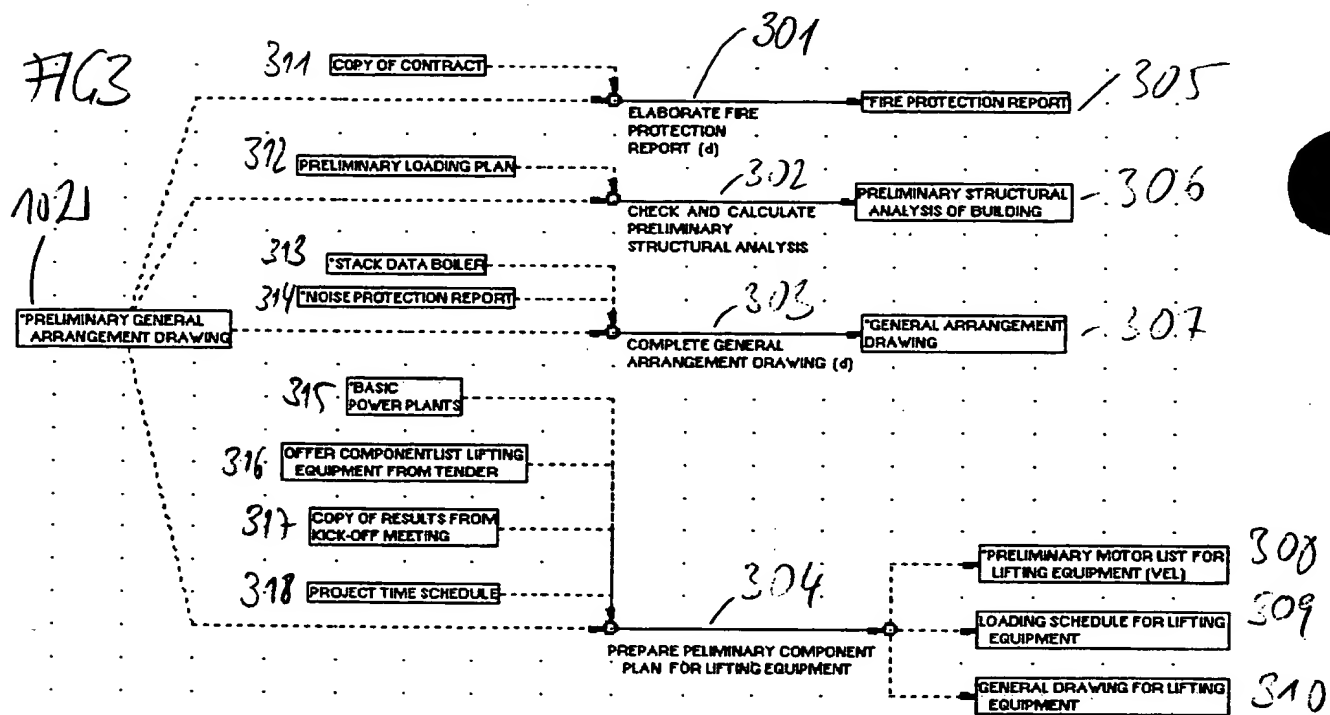 FIG3
311 COPY OF CONTRACT
301
ELABORATE FIRE
PROTECTION
REPORT (d)
*FIRE PROTECTION REPORT
305
312 PRELIMINARY LOADING PLAN
302
CHECK AND CALCULATE
PRELIMINARY
STRUCTURAL ANALYSIS
PRELIMINARY STRUCTURAL
ANALYSIS OF BUILDING
306
102
313 *STACK DATA BOILER
314 *NOISE PROTECTION REPORT
*PRELIMINARY GENERAL
ARRANGEMENT DRAWING
303
COMPLETE GENERAL
ARRANGEMENT DRAWING (d)
*GENERAL ARRANGEMENT
DRAWING
307
315 *BASIC
POWER PLANTS
316 OFFER COMPONENTLIST LIFTING
EQUIPMENT FROM TENDER
317 COPY OF RESULTS FROM
KICK-OFF MEETING
318 PROJECT TIME SCHEDULE
304
PREPARE PELIMINARY COMPONENT
PLAN FOR LIFTING EQUIPMENT
*PRELIMINARY MOTOR LIST FOR
LIFTING EQUIPMENT (VEL)
308
LOADING SCHEDULE FOR LIFTING
EQUIPMENT
309
GENERAL DRAWING FOR LIFTING
EQUIPMENT
310